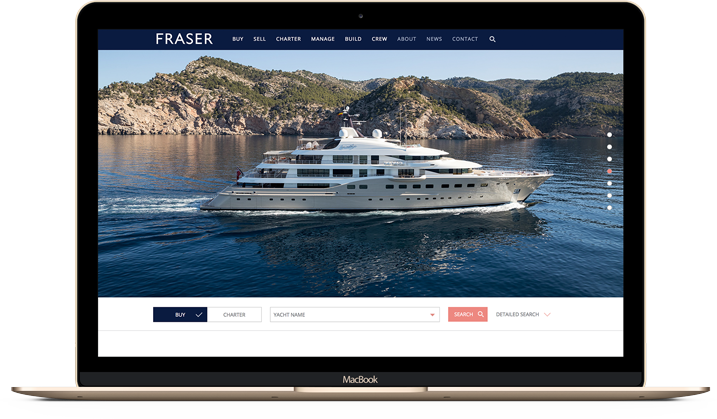 FRASER BUY SELL CHARTER MANAGE BUILD CREW ABOUT NEWS CONTACT
BUY CHARTER YACHT NAME SEARCH DETAILED SEARCH
MacBook